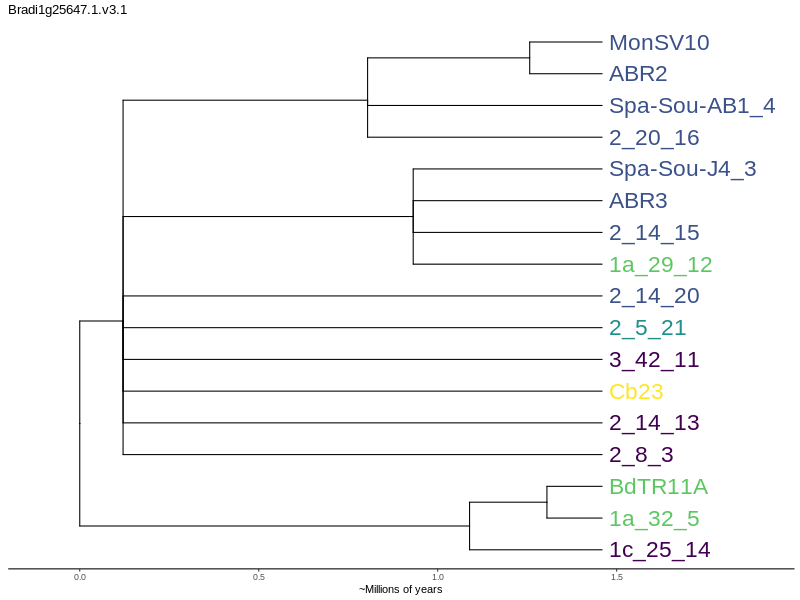 Bradi1g25647.1.v3.1
MonSV10
ABR2
Spa-Sou-AB1_4
2_20_16
Spa-Sou-J4_3
ABR3
2_14_15
1a_29_12
2_14_20
2_5_21
3_42_11
Cb23
2_14_13
2_8_3
BdTR11A
1a_32_5
1c_25_14
0.0 0.5 1.0 1.5
~Millions of years